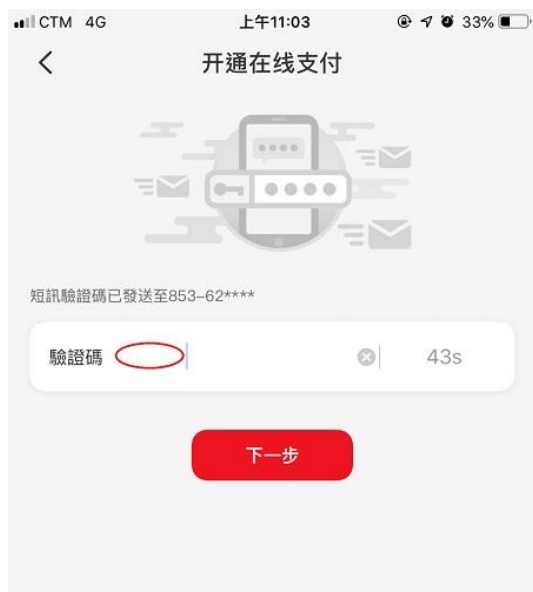 CTM 4G 上午11:03 33%
开通在线支付
短訊驗證碼已發送至853-62****
驗證碼 43s
下一步